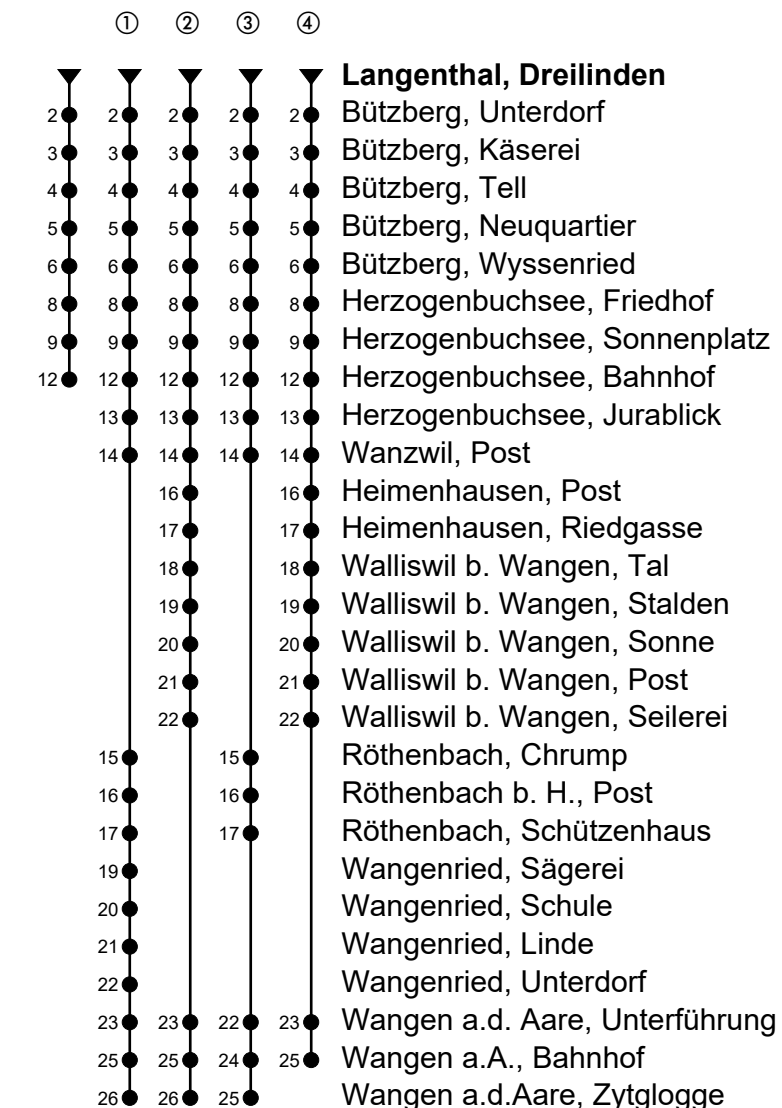 ① ② ③ ④
Langenthal, Dreilinden
2 2 2 2 2 Bützberg, Unterdorf
3 3 3 3 3 Bützberg, Käserei
4 4 4 4 4 Bützberg, Tell
5 5 5 5 5 Bützberg, Neuquartier
6 6 6 6 6 Bützberg, Wyssenried
8 8 8 8 8 Herzogenbuchsee, Friedhof
9 9 9 9 9 Herzogenbuchsee, Sonnenplatz
12 12 12 12 12 Herzogenbuchsee, Bahnhof
13 13 13 13 Herzogenbuchsee, Jurablick
14 14 14 14 Wanzwil, Post
16 16 Heimenhausen, Post
17 17 Heimenhausen, Riedgasse
18 18 Walliswil b. Wangen, Tal
19 19 Walliswil b. Wangen, Stalden
20 20 Walliswil b. Wangen, Sonne
21 21 Walliswil b. Wangen, Post
22 22 Walliswil b. Wangen, Seilerei
15 15 Röthenbach, Chrump
16 16 Röthenbach b. H., Post
17 17 Röthenbach, Schützenhaus
19 Wangenried, Sägerei
20 Wangenried, Schule
21 Wangenried, Linde
22 Wangenried, Unterdorf
23 23 22 23 Wangen a.d. Aare, Unterführung
25 25 24 25 Wangen a.A., Bahnhof
26 26 25 Wangen a.d.Aare, Zytglogge